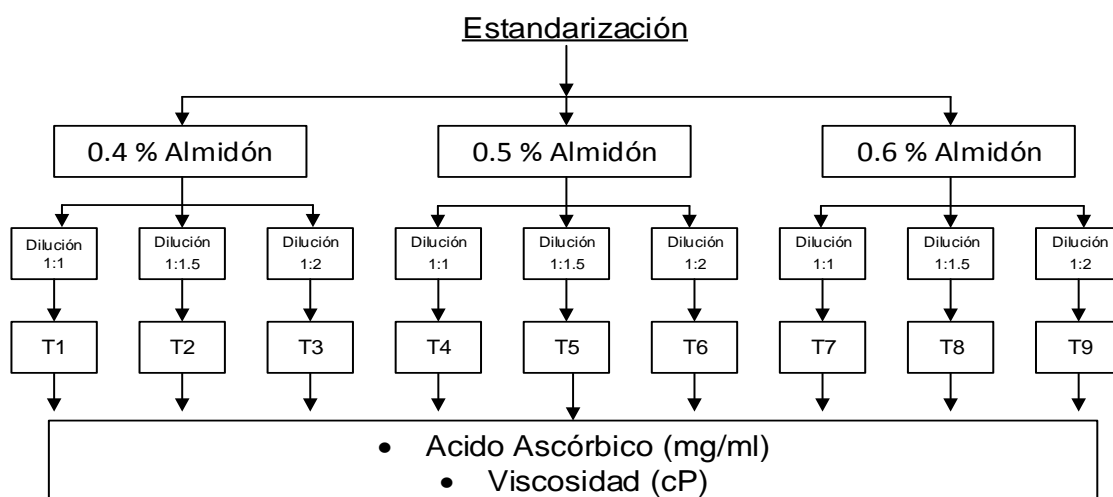 Estandarización
0.4 % Almidón
0.5 % Almidón
0.6 % Almidón
Dilución
1:1
Dilución
1:1.5
Dilución
1:2
Dilución
1:1
Dilución
1:1.5
Dilución
1:2
Dilución
1:1
Dilución
1:1.5
Dilución
1:2
T1
T2
T3
T4
T5
T6
T7
T8
T9
• Acido Ascórbico (mg/ml)
• Viscosidad (cP)